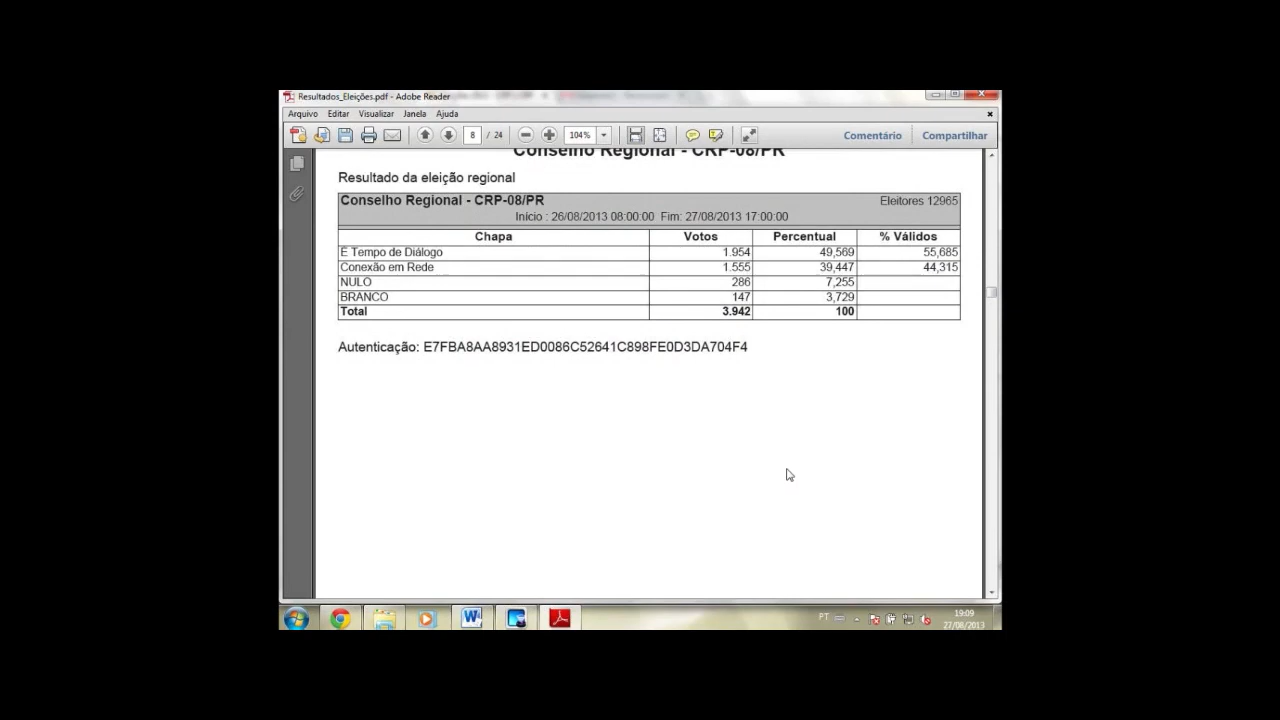 Resultados_Eleições.pdf - Adobe Reader
Arquivo Editar Visualizar Janela Ajuda
8 / 24 104% Comentário Compartilhar
Conselho Regional - CRP-08/PR
Resultado da eleição regional
Conselho Regional - CRP-08/PR Eleitores 12965
Início : 26/08/2013 08:00:00 Fim: 27/08/2013 17:00:00
Chapa Votos Percentual % Válidos
É Tempo de Diálogo 1.954 49,569 55,685
Conexão em Rede 1.555 39,447 44,315
NULO 286 7,255
BRANCO 147 3,729
Total 3.942 100
Autenticação: E7FBA8AA8931ED0086C52641C898FE0D3DA704F4
PT 19:09
27/08/2013